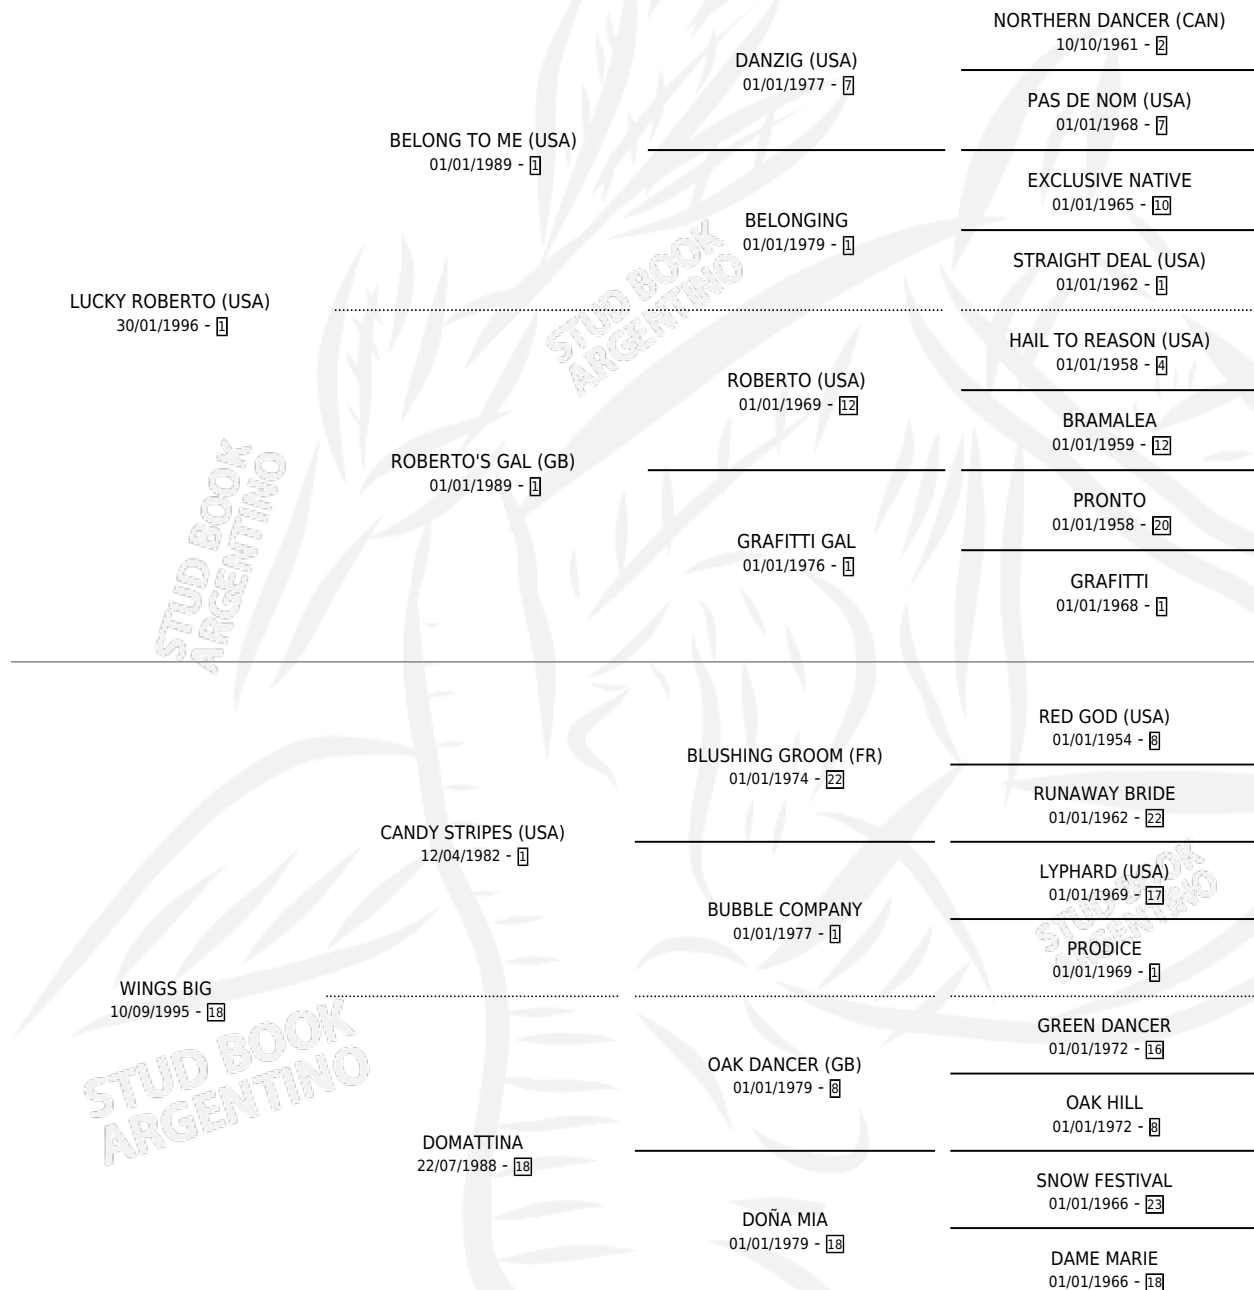 NORTHERN DANCER (CAN)
10/10/1961 - 2
DANZIG (USA)
01/01/1977 - 7
PAS DE NOM (USA)
01/01/1968 - 7
BELONG TO ME (USA)
01/01/1989 - 1
EXCLUSIVE NATIVE
01/01/1965 - 10
BELONGING
01/01/1979 - 1
STRAIGHT DEAL (USA)
01/01/1962 - 1
LUCKY ROBERTO (USA)
30/01/1996 - 1
STUD BOOK
ARGENTINO
HAIL TO REASON (USA)
01/01/1958 - 4
ROBERTO (USA)
01/01/1969 - 12
BRAMALEA
01/01/1959 - 12
ROBERTO'S GAL (GB)
01/01/1989 - 1
PRONTO
01/01/1958 - 20
GRAFITTI GAL
01/01/1976 - 1
GRAFITTI
01/01/1968 - 1
STUD BOOK
ARGENTINO
RED GOD (USA)
01/01/1954 - 8
BLUSHING GROOM (FR)
01/01/1974 - 22
RUNAWAY BRIDE
01/01/1962 - 22
CANDY STRIPES (USA)
12/04/1982 - 1
LYPHARD (USA)
01/01/1969 - 17
STUD BOOK
ARGENTINO
BUBBLE COMPANY
01/01/1977 - 1
PRODICE
01/01/1969 - 1
WINGS BIG
10/09/1995 - 18
STUD BOOK
ARGENTINO
GREEN DANCER
01/01/1972 - 16
OAK DANCER (GB)
01/01/1979 - 8
OAK HILL
01/01/1972 - 8
DOMATTINA
22/07/1988 - 18
SNOW FESTIVAL
01/01/1966 - 23
DOÑA MIA
01/01/1979 - 18
DAME MARIE
01/01/1966 - 18